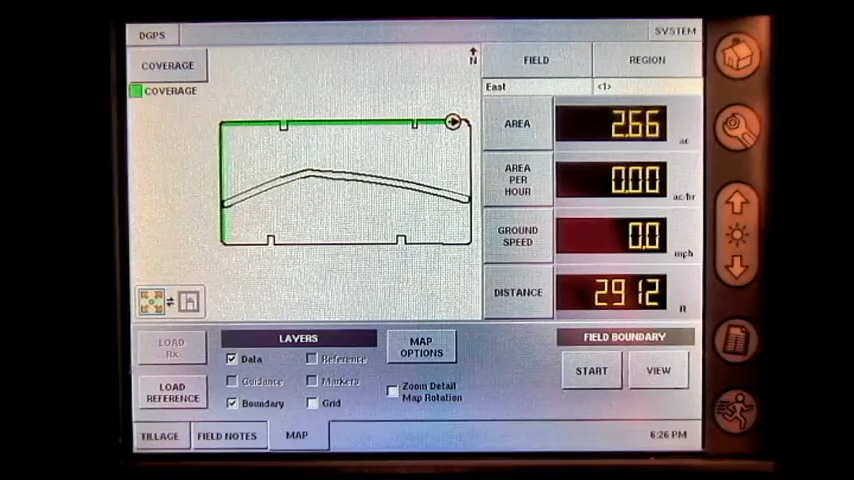 DGPS
SYSTEM
COVERAGE
COVERAGE
N
FIELD
REGION
East
<1>
AREA
2.66
ac
AREA
PER
HOUR
0.00
ac/hr
GROUND
SPEED
0.0
mph
DISTANCE
2912
ft
LOAD
RX
LAYERS
MAP
OPTIONS
FIELD BOUNDARY
Data
Reference
START
VIEW
LOAD
REFERENCE
Guidance
Markers
Zoom Detail
Map Rotation
Boundary
Grid
TILLAGE
FIELD NOTES
MAP
6:26 PM